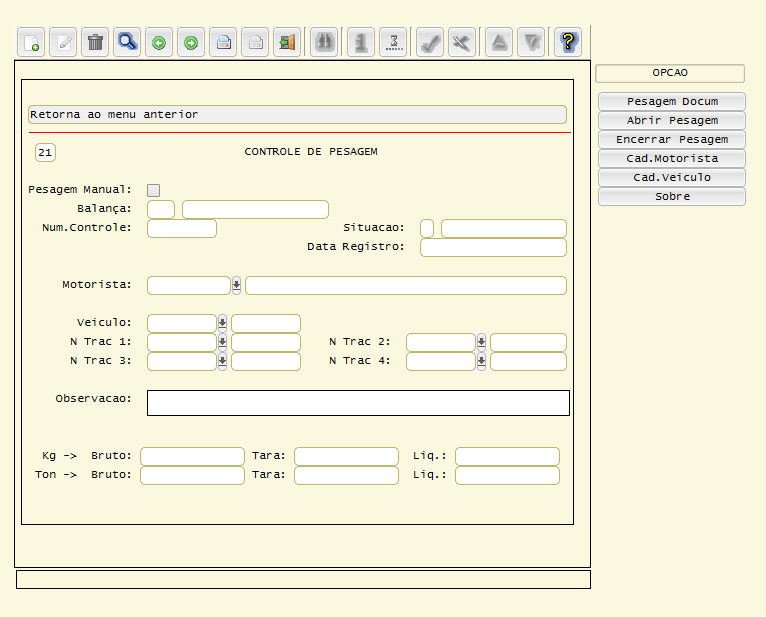 OPCAO
Pesagem Docum
Abrir Pesagem
Encerrar Pesagem
Cad.Motorista
Cad.Veiculo
Sobre
Retorna ao menu anterior
21 CONTROLE DE PESAGEM
Pesagem Manual:
Balança:
Num.Controle: Situacao:
Data Registro:
Motorista:
Veiculo:
N Trac 1: N Trac 2:
N Trac 3: N Trac 4:
Observacao:
Kg -> Bruto: Tara: Liq.:
Ton -> Bruto: Tara: Liq.: